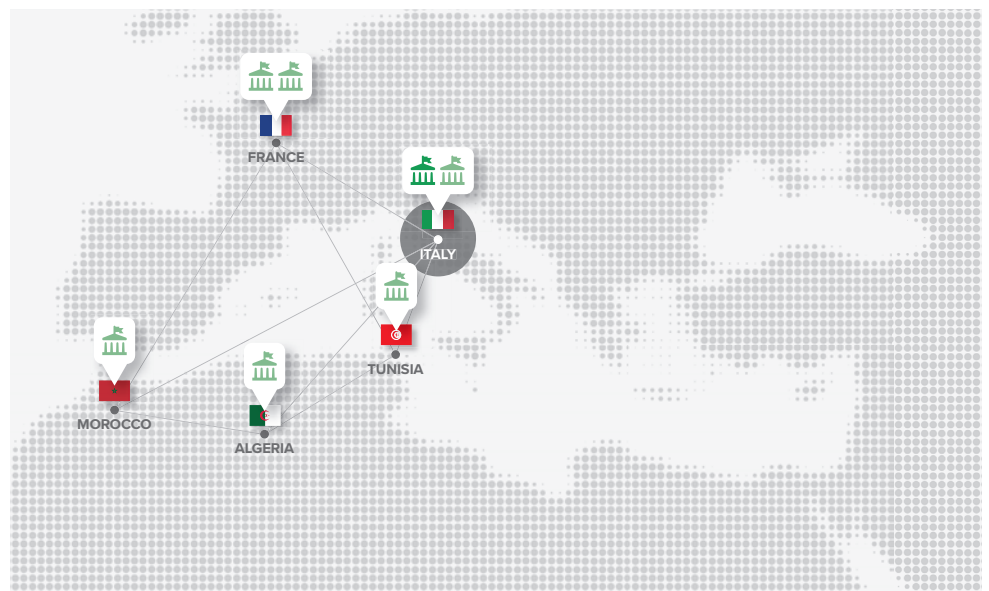 FRANCE
ITALY
TUNISIA
MOROCCO
ALGERIA